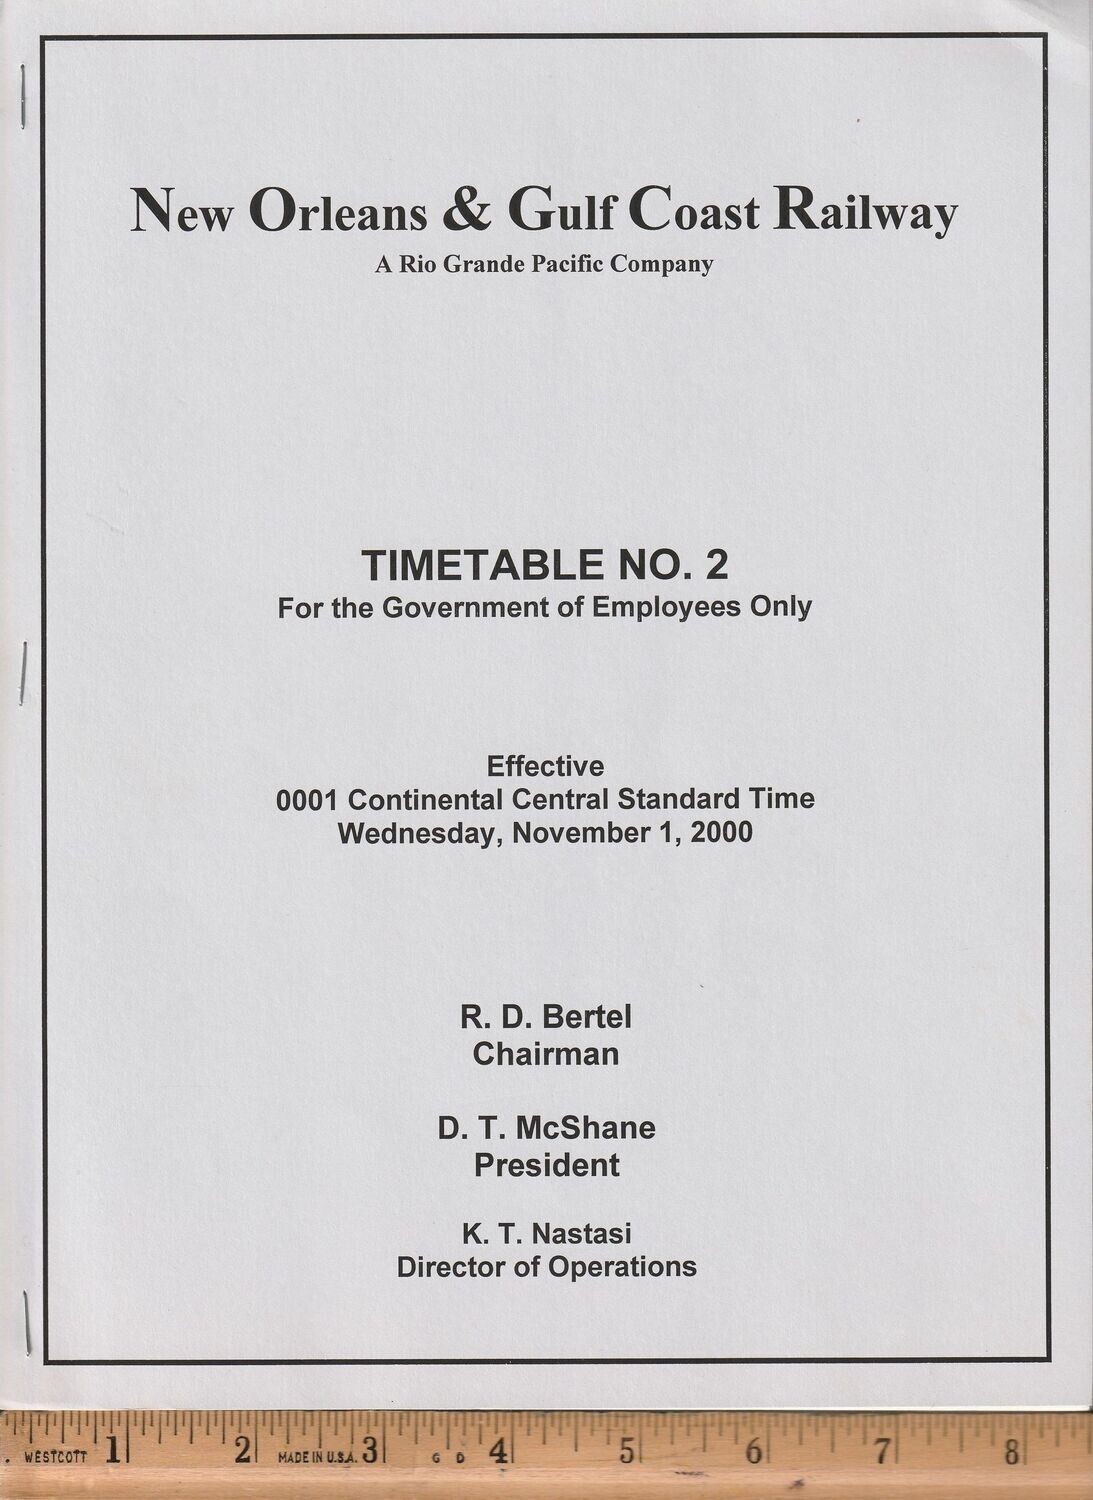 New Orleans & Gulf Coast Railway
A Rio Grande Pacific Company
TIMETABLE NO. 2
For the Government of Employees Only
Effective
0001 Continental Central Standard Time
Wednesday, November 1, 2000
R. D. Bertel
Chairman
D. T. McShane
President
K. T. Nastasi
Director of Operations
WESTCOTT 1 2 MADE IN U.S.A. 3 G D 4 5 6 7 8